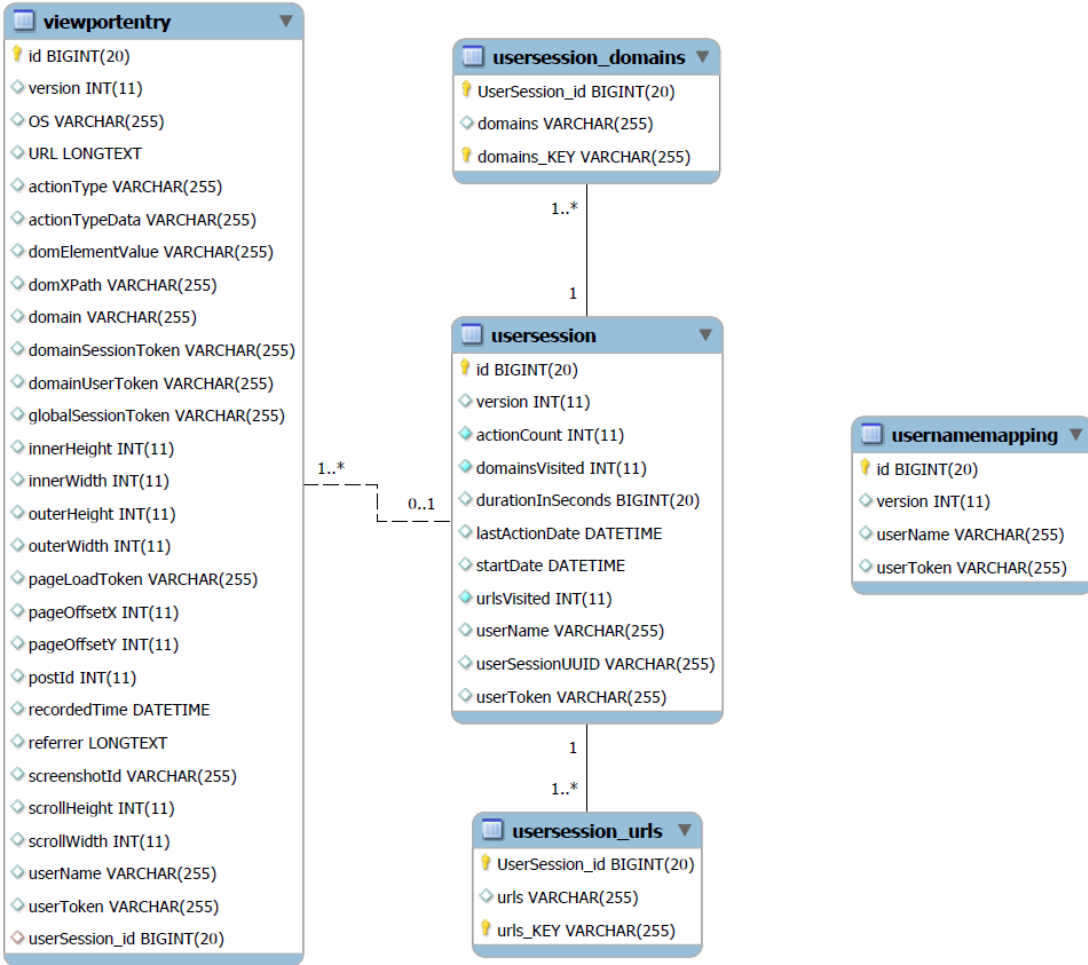 viewportentry
id BIGINT(20)
version INT(11)
OS VARCHAR(255)
URL LONGTEXT
actionType VARCHAR(255)
actionTypeData VARCHAR(255)
domElementValue VARCHAR(255)
domXPath VARCHAR(255)
domain VARCHAR(255)
domainSessionToken VARCHAR(255)
domainUserToken VARCHAR(255)
globalSessionToken VARCHAR(255)
innerHeight INT(11)
innerWidth INT(11)
outerHeight INT(11)
outerWidth INT(11)
pageLoadToken VARCHAR(255)
pageOffsetX INT(11)
pageOffsetY INT(11)
postId INT(11)
recordedTime DATETIME
referrer LONGTEXT
screenshotId VARCHAR(255)
scrollHeight INT(11)
scrollWidth INT(11)
userName VARCHAR(255)
userToken VARCHAR(255)
userSession_id BIGINT(20)
1..*
0..1
usersession_domains
UserSession_id BIGINT(20)
domains VARCHAR(255)
domains_KEY VARCHAR(255)
1..*
1
usersession
id BIGINT(20)
version INT(11)
actionCount INT(11)
domainsVisited INT(11)
durationInSeconds BIGINT(20)
lastActionDate DATETIME
startDate DATETIME
urlsVisited INT(11)
userName VARCHAR(255)
userSessionUUID VARCHAR(255)
userToken VARCHAR(255)
1
1..*
usersession_urls
UserSession_id BIGINT(20)
urls VARCHAR(255)
urls_KEY VARCHAR(255)
usernamemapping
id BIGINT(20)
version INT(11)
userName VARCHAR(255)
userToken VARCHAR(255)